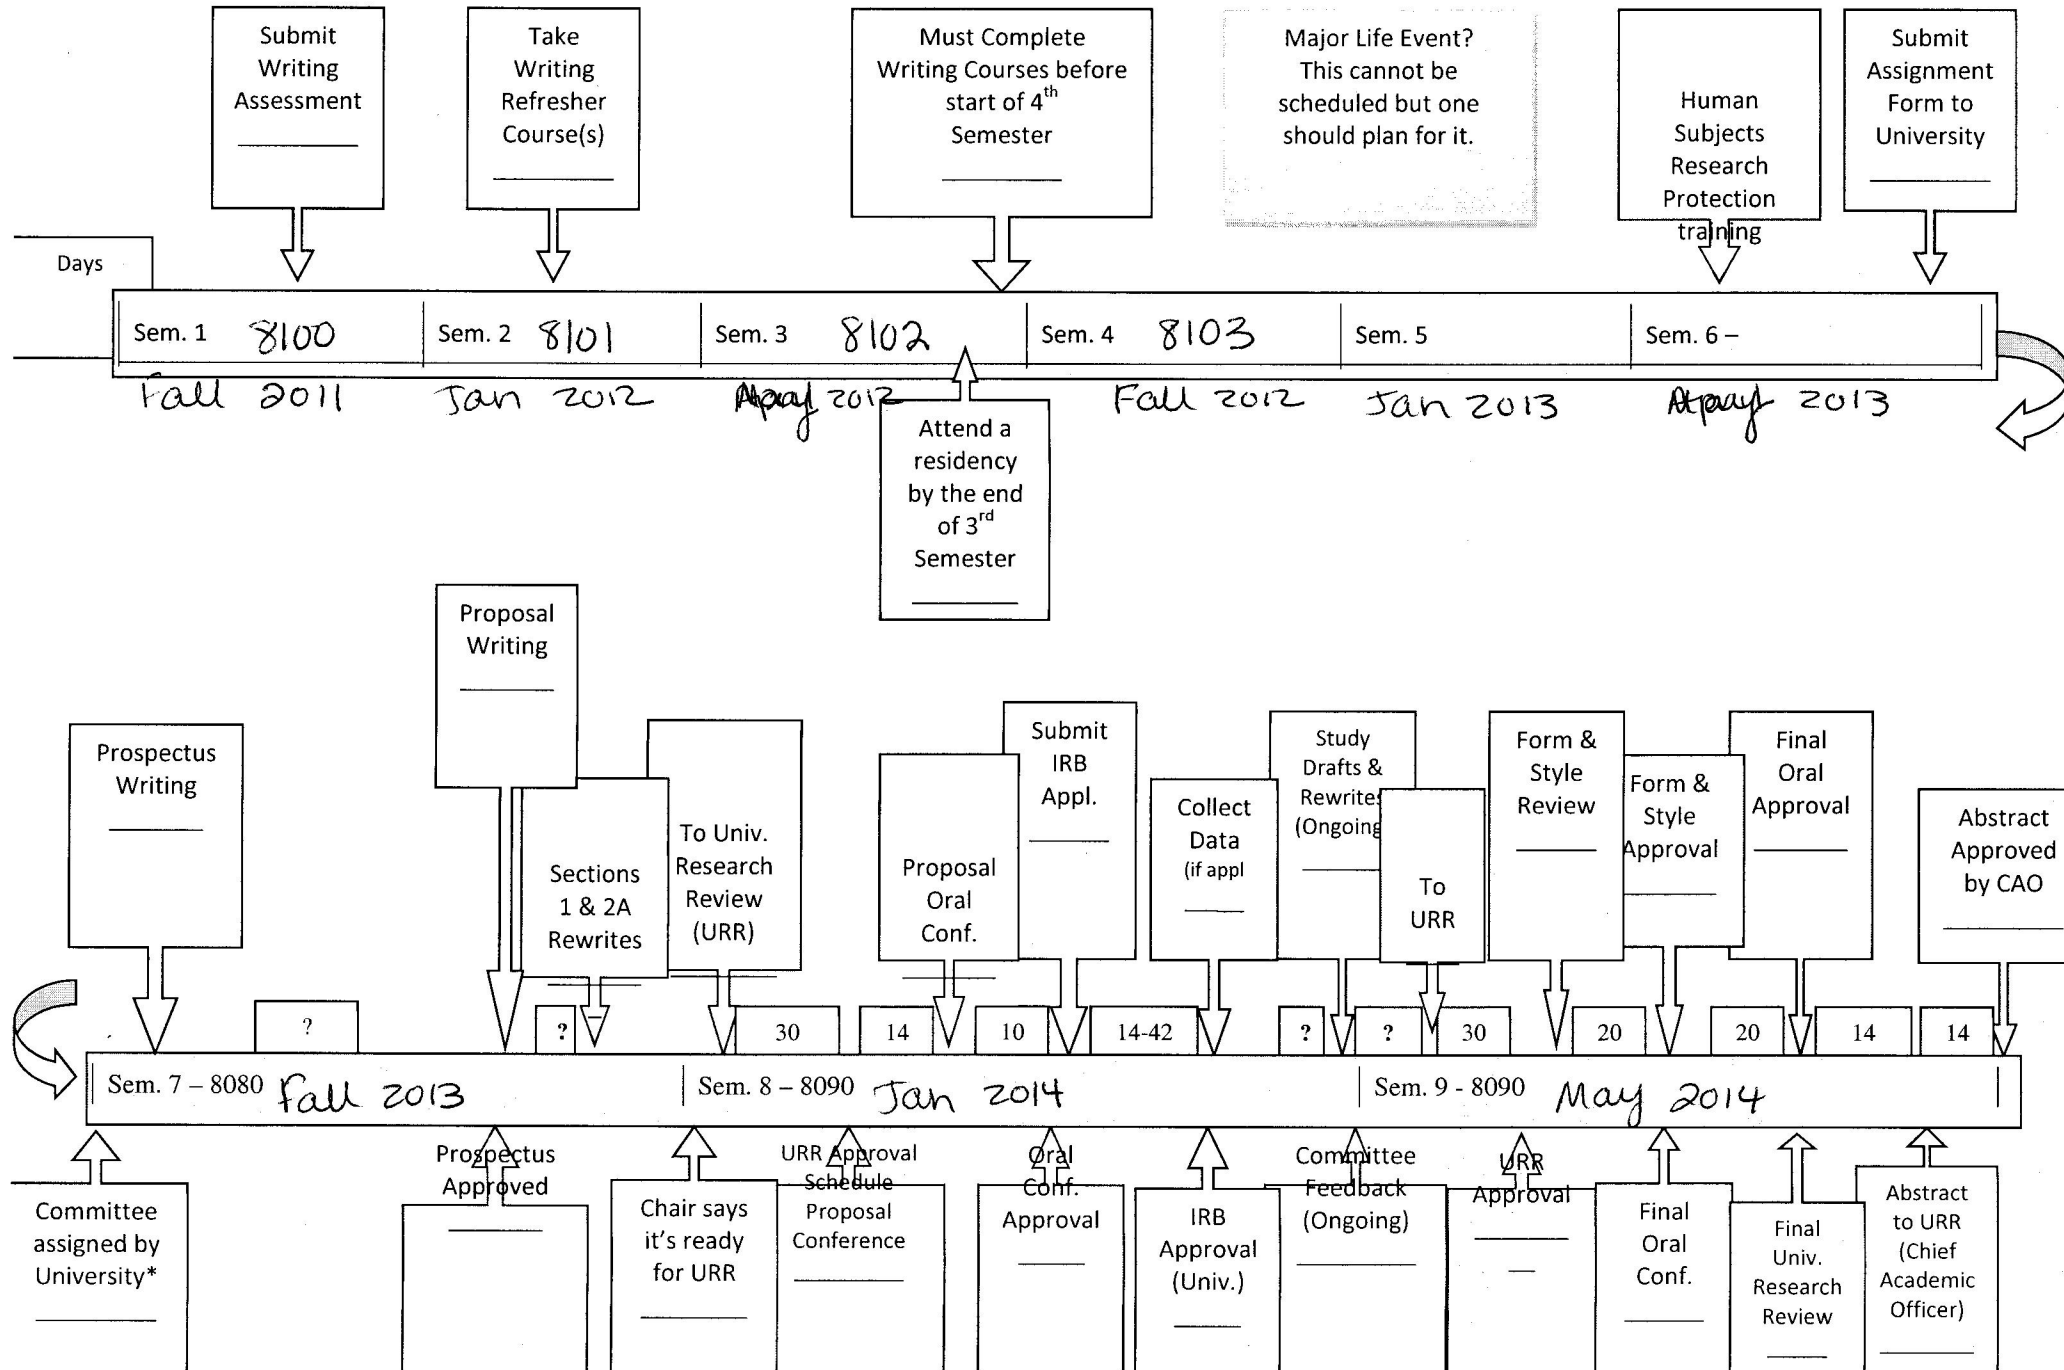 Submit
Writing
Assessment
Take
Writing
Refresher
Course(s)
Must Complete
Writing Courses before
start of 4th
Semester
Major Life Event?
This cannot be
scheduled but one
should plan for it.
Human
Subjects
Research
Protection
training
Submit
Assignment
Form to
University
Days
Sem. 1 8100
Sem. 2 8101
Sem. 3 8102
Sem. 4 8103
Sem. 5
Sem. 6 –
Fall 2011
Jan 2012
2012
Fall 2012
Jan 2013
2013
Attend a
residency
by the end
of 3rd
Semester
Prospectus
Writing
Proposal
Writing
Sections
1 & 2A
Rewrites
To Univ.
Research
Review
(URR)
Proposal
Oral
Conf.
Submit
IRB
Appl.
Collect
Data
(if appl
Study
Drafts &
Rewrites
(Ongoing
To
URR
Form &
Style
Review
Form &
Style
Approval
Final
Oral
Approval
Abstract
Approved
by CAO
? ? 30 14 10 14-42 ? ? 30 20 20 14 14
Sem. 7 – 8080 Fall 2013
Sem. 8 – 8090 Jan 2014
Sem. 9 - 8090 May 2014
Committee
assigned by
University*
Prospectus
Approved
Chair says
it's ready
for URR
URR Approval
Schedule
Proposal
Conference
Oral
Conf.
Approval
IRB
Approval
(Univ.)
Committee
Feedback
(Ongoing)
URR
Approval
Final
Oral
Conf.
Final
Univ.
Research
Review
Abstract
to URR
(Chief
Academic
Officer)